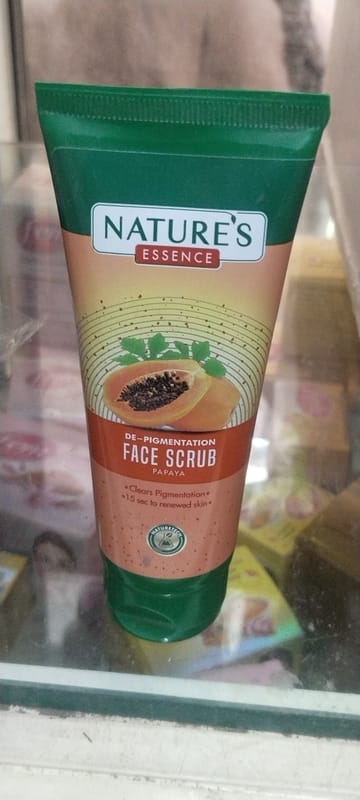 NATURE'S
ESSENCE
DE-PIGMENTATION
FACE SCRUB
PAPAYA
•Clears Pigmentation•
•15 sec to renewed skin•